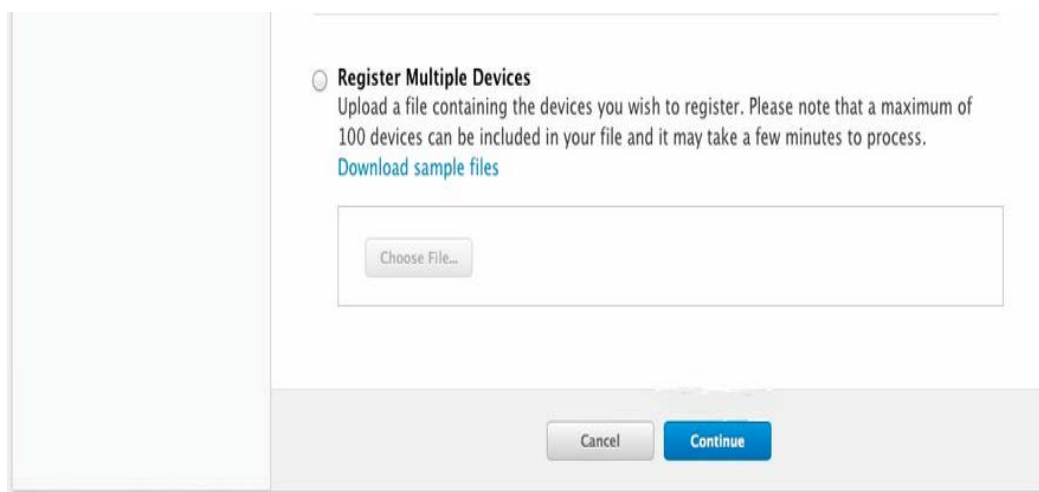 Register Multiple Devices
Upload a file containing the devices you wish to register. Please note that a maximum of
100 devices can be included in your file and it may take a few minutes to process.
Download sample files
Choose File...
Cancel
Continue